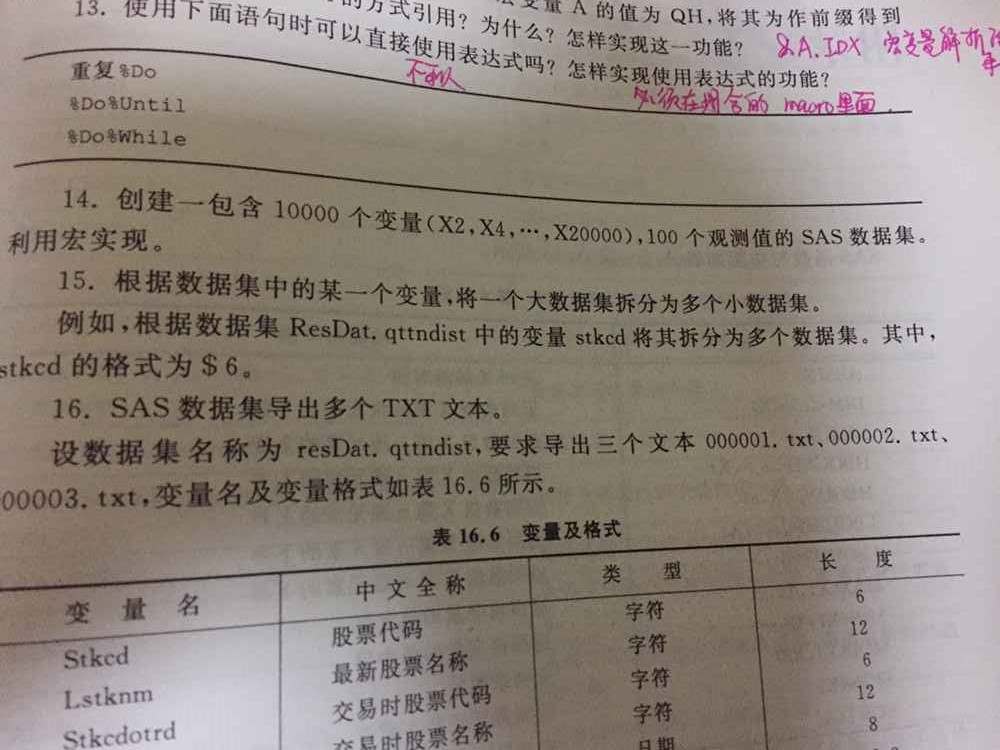 的方式引用?为什么?怎样实现这一功能?
变量 A 的值为 QH,将其为作前缀得到
&A.IDX 宏变量解析
13. 使用下面语句时可以直接使用表达式吗?怎样实现使用表达式的功能?
不可以
必须在包含的 macro里面.
重复%Do
%Do%Until
%Do%While
14. 创建一包含 10000 个变量(X2,X4,…,X20000),100 个观测值的 SAS 数据集。
利用宏实现。
15. 根据数据集中的某一个变量,将一个大数据集拆分为多个小数据集。
例如,根据数据集 ResDat. qttndist 中的变量 stkcd 将其拆分为多个数据集。其中,
stkcd 的格式为 $ 6。
16. SAS 数据集导出多个 TXT 文本。
设数据集名称为 resDat. qttndist,要求导出三个文本 000001. txt、000002. txt、
00003. txt,变量名及变量格式如表 16.6 所示。
表 16.6 变量及格式
变 量 名 中 文 全 称 类 型 长 度
Stkcd 股票代码 字符 6
Lstknm 最新股票名称 字符 12
Stkcdotrd 交易时股票代码 字符 6
交易时股票名称 字符 12
日期 8